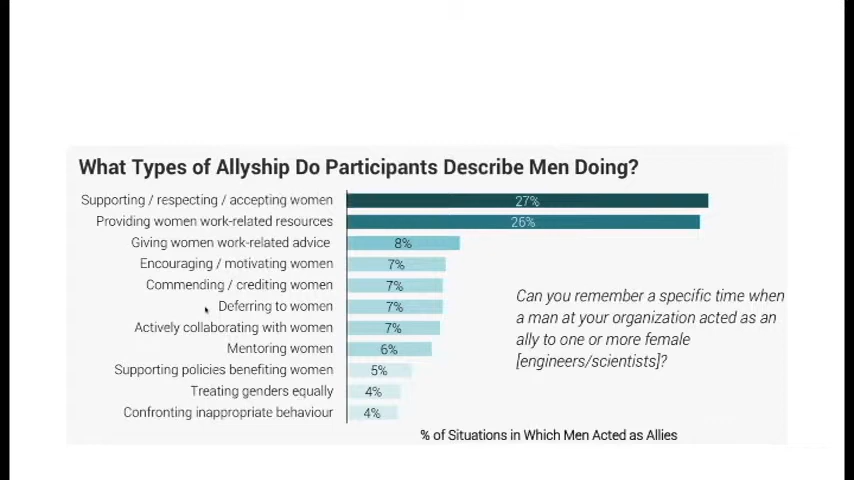 What Types of Allyship Do Participants Describe Men Doing?
Supporting / respecting / accepting women 27%
Providing women work-related resources 26%
Giving women work-related advice 8%
Encouraging / motivating women 7%
Commending / crediting women 7%
Deferring to women 7%
Actively collaborating with women 7%
Mentoring women 6%
Supporting policies benefiting women 5%
Treating genders equally 4%
Confronting inappropriate behaviour 4%
Can you remember a specific time when
a man at your organization acted as an
ally to one or more female
[engineers/scientists]?
% of Situations in Which Men Acted as Allies